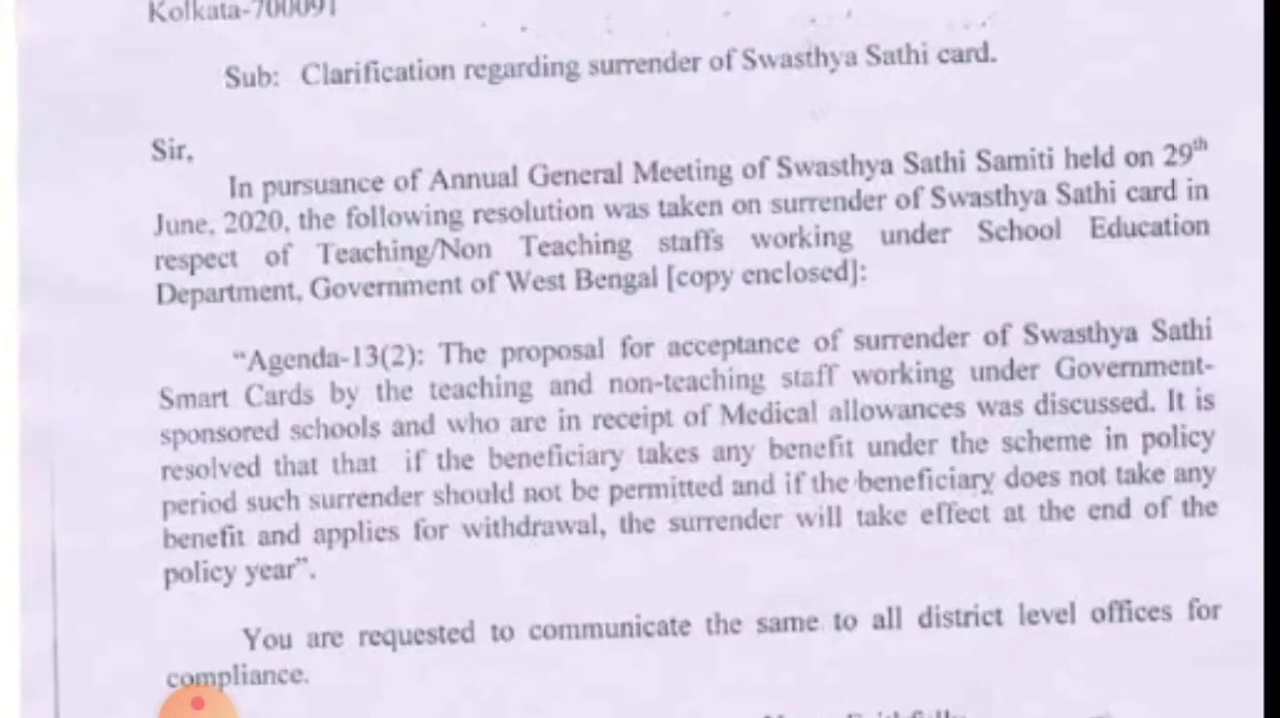 Kolkata-700091
Sub: Clarification regarding surrender of Swasthya Sathi card.
Sir,
In pursuance of Annual General Meeting of Swasthya Sathi Samiti held on 29th
June, 2020, the following resolution was taken on surrender of Swasthya Sathi card in
respect of Teaching/Non Teaching staffs working under School Education
Department, Government of West Bengal [copy enclosed]:
“Agenda-13(2): The proposal for acceptance of surrender of Swasthya Sathi
Smart Cards by the teaching and non-teaching staff working under Government-
sponsored schools and who are in receipt of Medical allowances was discussed. It is
resolved that that if the beneficiary takes any benefit under the scheme in policy
period such surrender should not be permitted and if the beneficiary does not take any
benefit and applies for withdrawal, the surrender will take effect at the end of the
policy year”.
You are requested to communicate the same to all district level offices for
compliance.